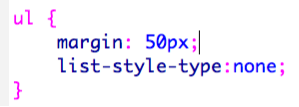 ul {
    margin: 50px;
    list-style-type:none;
}